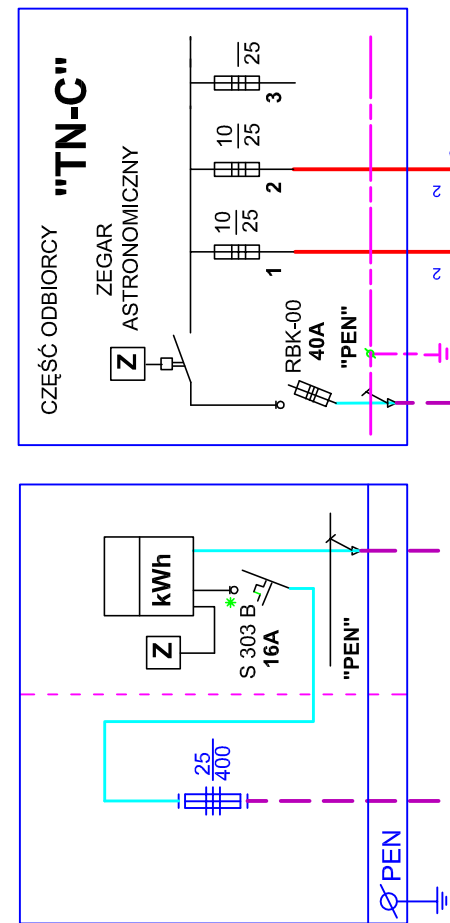 CZĘŚĆ ODBIORCY
"TN-C"
ZEGAR
ASTRONOMICZNY
Z
10
25
1
10
25
2
25
3
RBK-00
40A
"PEN"
2
2
kWh
Z
S 303 B
16A
"PEN"
25
400
PEN